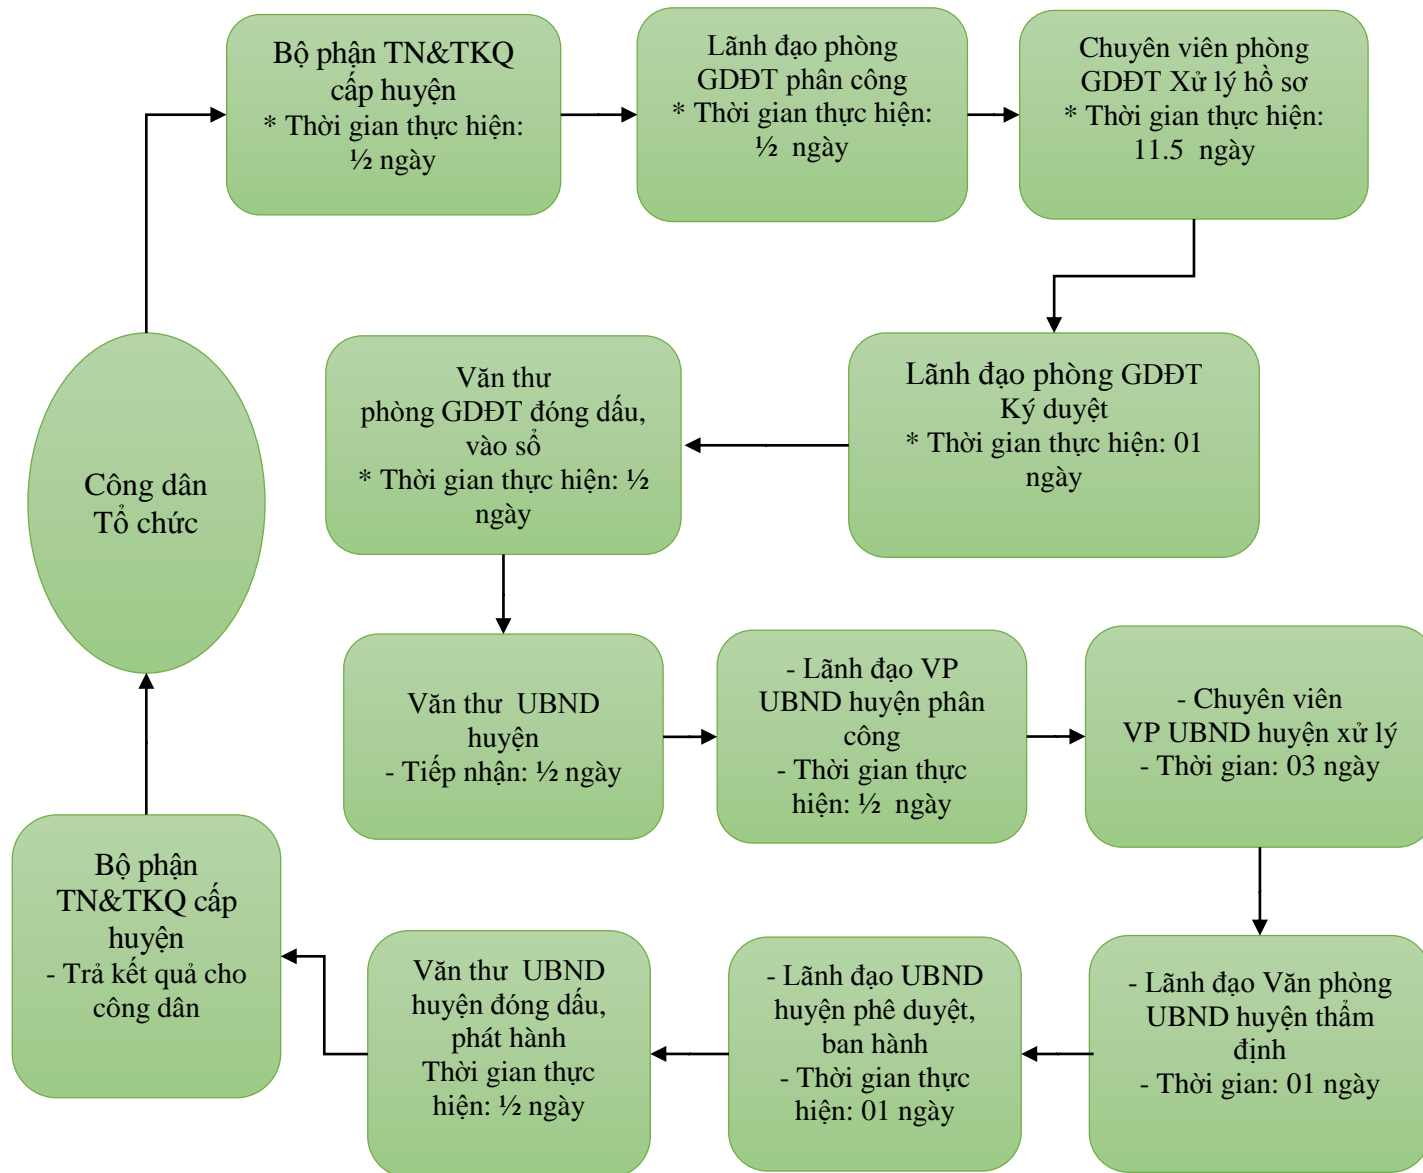 Bộ phận TN&TKQ
cấp huyện
* Thời gian thực hiện:
½ ngày
Lãnh đạo phòng
GDĐT phân công
* Thời gian thực hiện:
½ ngày
Chuyên viên phòng
GDĐT Xử lý hồ sơ
* Thời gian thực hiện:
11.5 ngày
Lãnh đạo phòng GDĐT
Ký duyệt
* Thời gian thực hiện: 01
ngày
Văn thư
phòng GDĐT đóng dấu,
vào sổ
* Thời gian thực hiện: ½
ngày
Công dân
Tổ chức
Văn thư UBND
huyện
- Tiếp nhận: ½ ngày
- Lãnh đạo VP
UBND huyện phân
công
- Thời gian thực
hiện: ½ ngày
- Chuyên viên
VP UBND huyện xử lý
- Thời gian: 03 ngày
- Lãnh đạo Văn phòng
UBND huyện thẩm
định
- Thời gian: 01 ngày
- Lãnh đạo UBND
huyện phê duyệt,
ban hành
- Thời gian thực
hiện: 01 ngày
Văn thư UBND
huyện đóng dấu,
phát hành
Thời gian thực
hiện: ½ ngày
Bộ phận
TN&TKQ cấp
huyện
- Trả kết quả cho
công dân